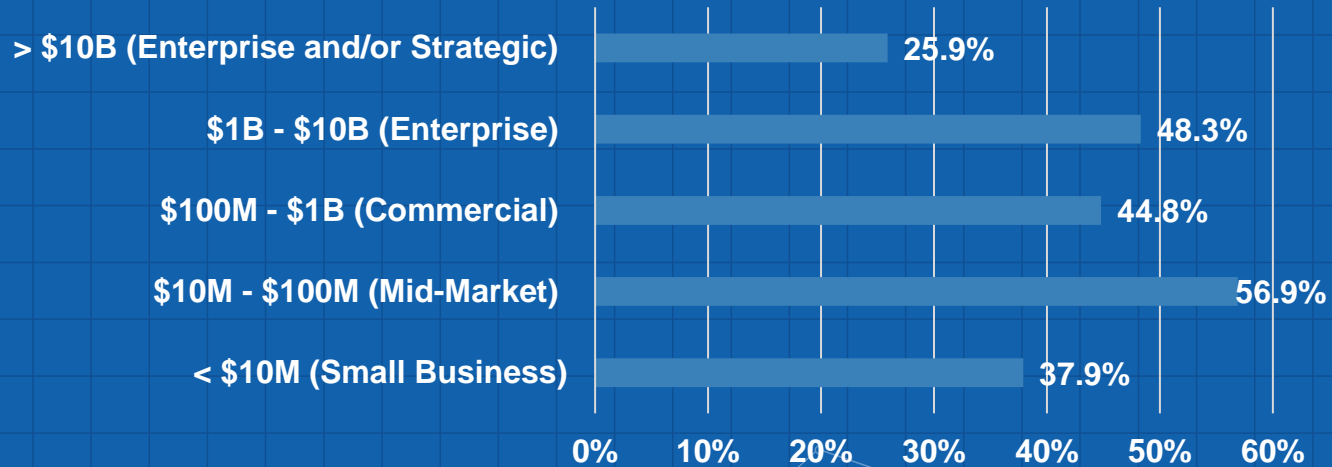 > $10B (Enterprise and/or Strategic) 25.9%
$1B - $10B (Enterprise) 48.3%
$100M - $1B (Commercial) 44.8%
$10M - $100M (Mid-Market) 56.9%
< $10M (Small Business) 37.9%
0% 10% 20% 30% 40% 50% 60%